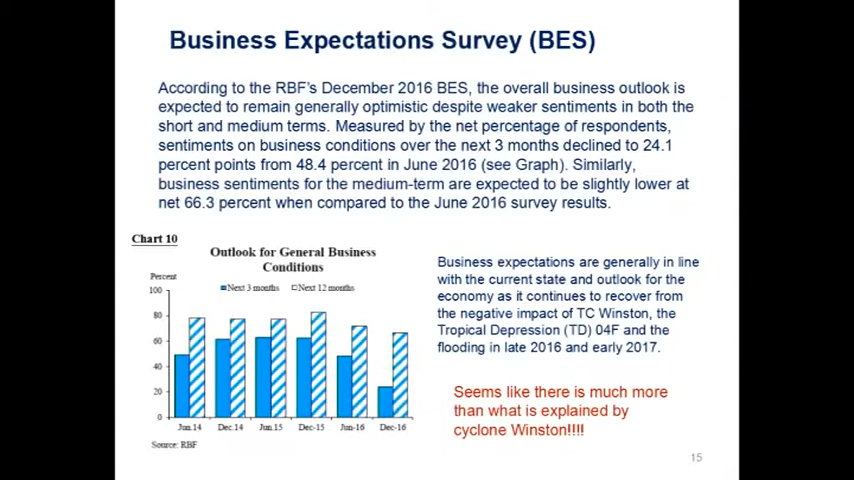 Business Expectations Survey (BES)
According to the RBF's December 2016 BES, the overall business outlook is
expected to remain generally optimistic despite weaker sentiments in both the
short and medium terms. Measured by the net percentage of respondents,
sentiments on business conditions over the next 3 months declined to 24.1
percent points from 48.4 percent in June 2016 (see Graph). Similarly,
business sentiments for the medium-term are expected to be slightly lower at
net 66.3 percent when compared to the June 2016 survey results.
Chart 10
Outlook for General Business
Conditions
Percent
Next 3 months Next 12 months
100
80
60
40
20
0
Jun.14 Dec.14 Jun.15 Dec-15 Jun-16 Dec-16
Source: RBF
Business expectations are generally in line
with the current state and outlook for the
economy as it continues to recover from
the negative impact of TC Winston, the
Tropical Depression (TD) 04F and the
flooding in late 2016 and early 2017.
Seems like there is much more
than what is explained by
cyclone Winston!!!!
15